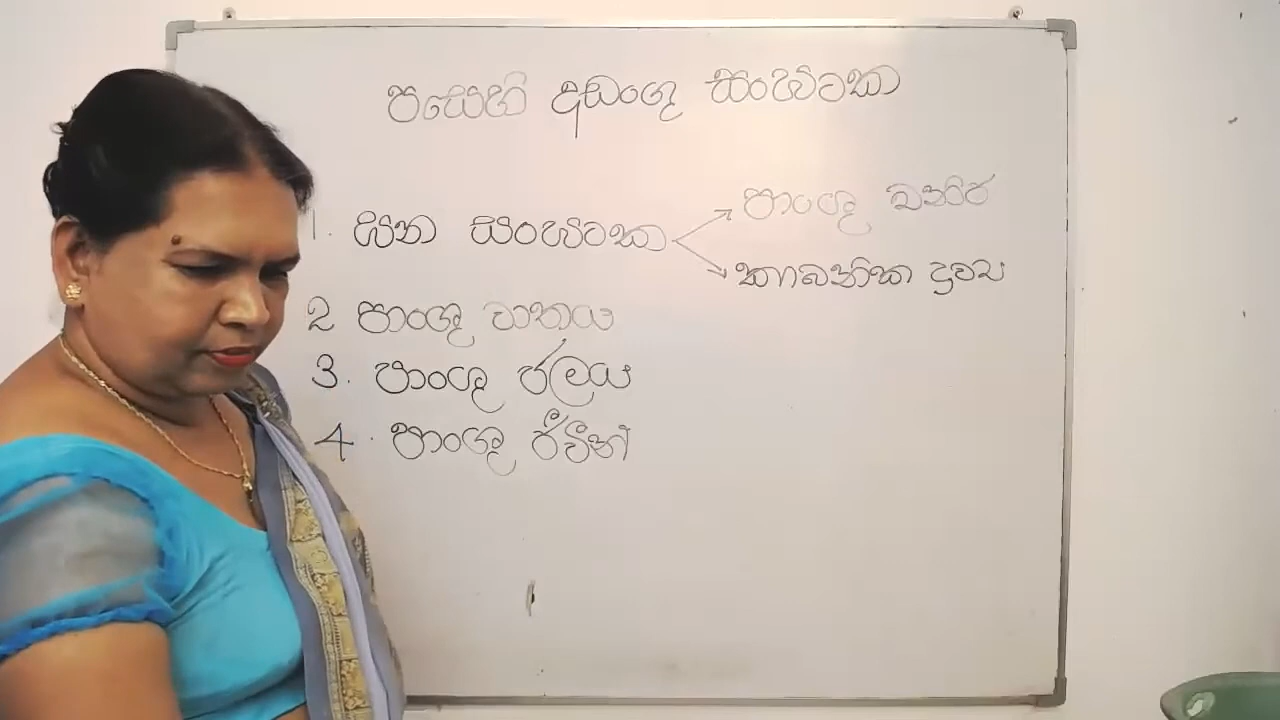 පසෙහි අඩංගු සංඝටක
1. ඝන සංඝටක
පාංශු ඛනිජ
කාබනික ද්‍රව්‍ය
2 පාංශු වාතය
3. පාංශු ජලය
4. පාංශු ජීවීන්